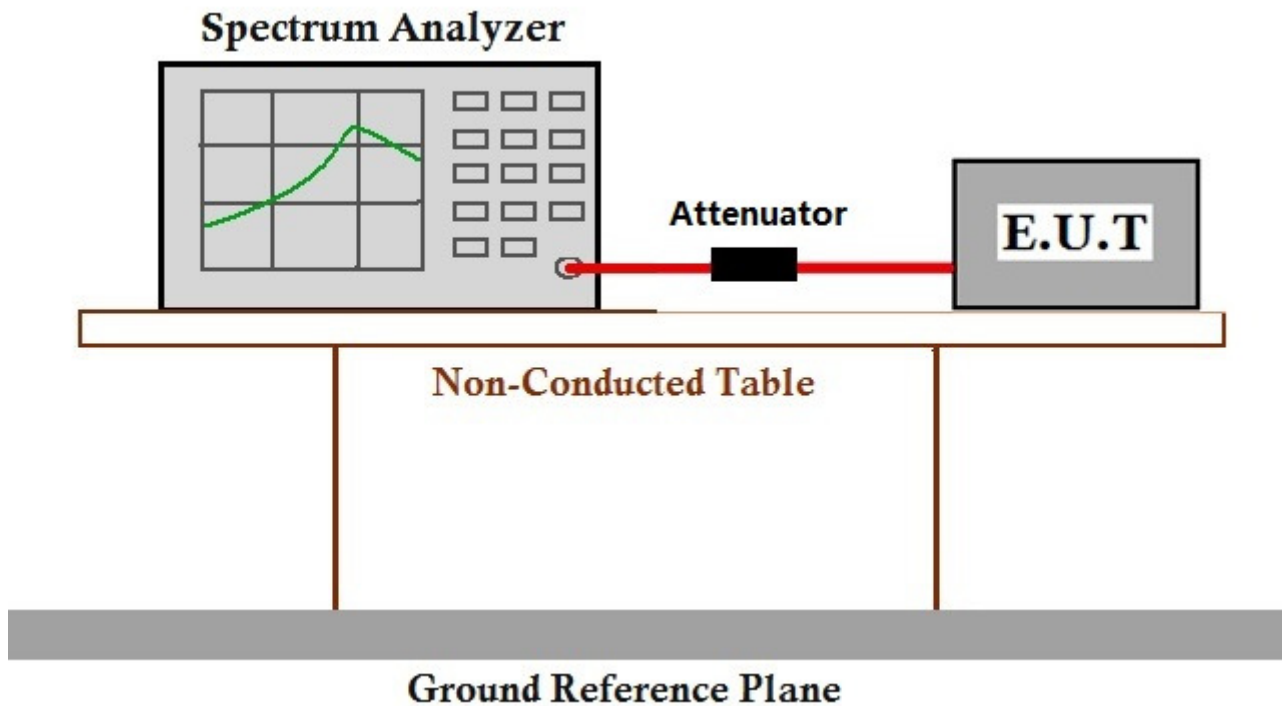 Spectrum Analyzer
Attenuator
E.U.T
Non-Conducted Table
Ground Reference Plane